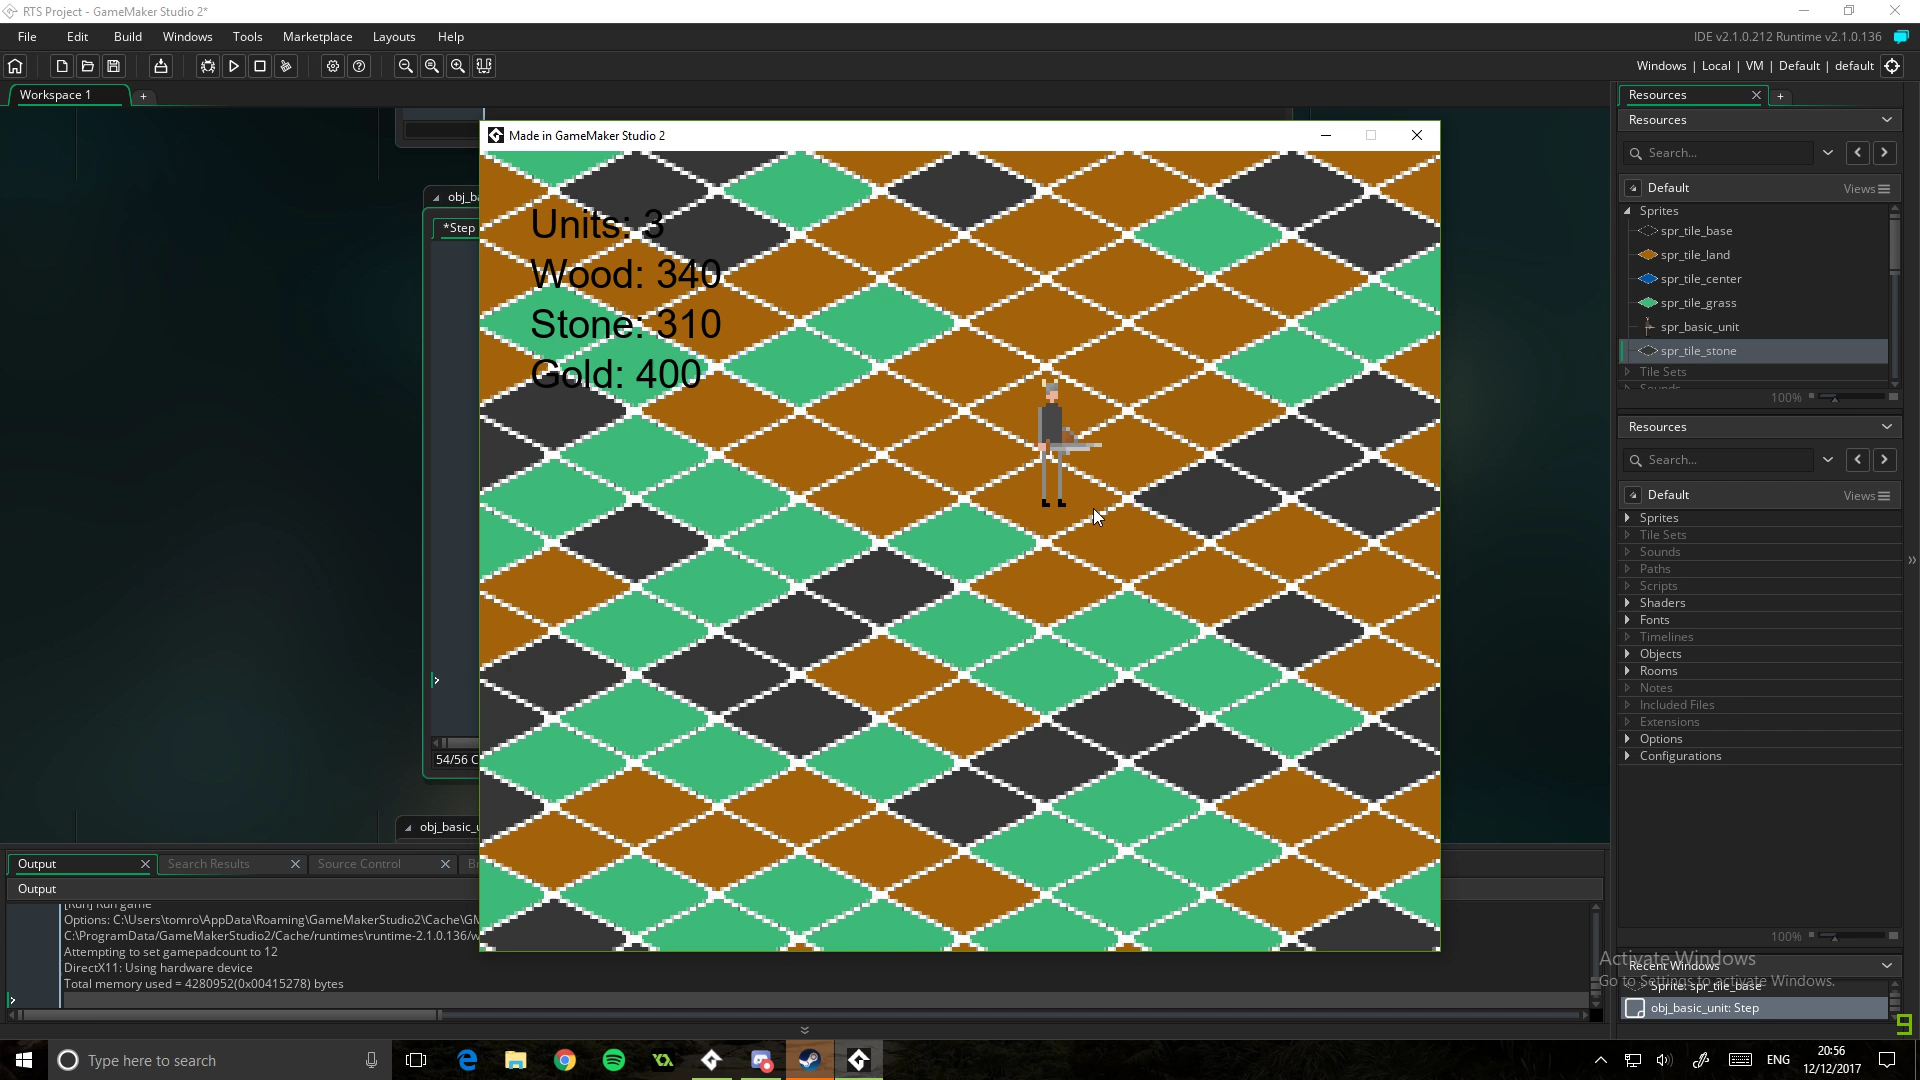 RTS Project - GameMaker Studio 2*
File Edit Build Windows Tools Marketplace Layouts Help
IDE v2.1.0.212 Runtime v2.1.0.136
Windows | Local | VM | Default | default
Workspace 1
+
Made in GameMaker Studio 2
obj_b
*Step
Units: 3
Wood: 340
Stone: 310
Gold: 400
54/56 C
obj_basic_u
Resources
+
Resources
Search...
Default
Views
Sprites
spr_tile_base
spr_tile_land
spr_tile_center
spr_tile_grass
spr_basic_unit
spr_tile_stone
Tile Sets
Sounds
100%
Resources
Search...
Default
Views
Sprites
Tile Sets
Sounds
Paths
Scripts
Shaders
Fonts
Timelines
Objects
Rooms
Notes
Included Files
Extensions
Options
Configurations
100%
Recent Windows
Sprite: spr_tile_base
obj_basic_unit: Step
Activate Windows
Go to Settings to activate Windows.
9
Output Search Results Source Control
Output
[Run] Run game
Options: C:\Users\tomro\AppData\Roaming\GameMakerStudio2\Cache\GM
C:\ProgramData/GameMakerStudio2/Cache/runtimes\runtime-2.1.0.136/w
Attempting to set gamepadcount to 12
DirectX11: Using hardware device
Total memory used = 4280952(0x00415278) bytes
Type here to search
ENG
20:56
12/12/2017